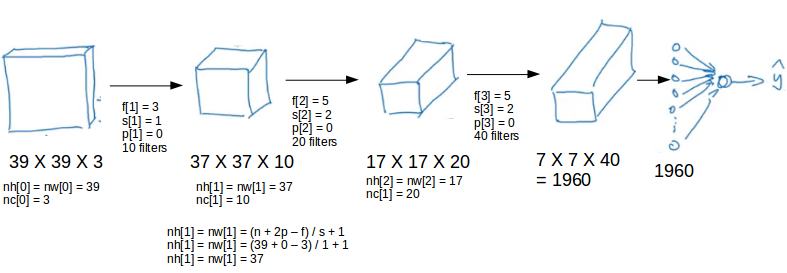 f[1] = 3
s[1] = 1
p[1] = 0
10 filters
f[2] = 5
s[2] = 2
p[2] = 0
20 filters
f[3] = 5
s[3] = 2
p[3] = 0
40 filters
ŷ
39 X 39 X 3
nh[0] = nw[0] = 39
nc[0] = 3
37 X 37 X 10
nh[1] = nw[1] = 37
nc[1] = 10
17 X 17 X 20
nh[2] = nw[2] = 17
nc[1] = 20
7 X 7 X 40
= 1960
1960
nh[1] = nw[1] = (n + 2p – f) / s + 1
nh[1] = nw[1] = (39 + 0 – 3) / 1 + 1
nh[1] = nw[1] = 37